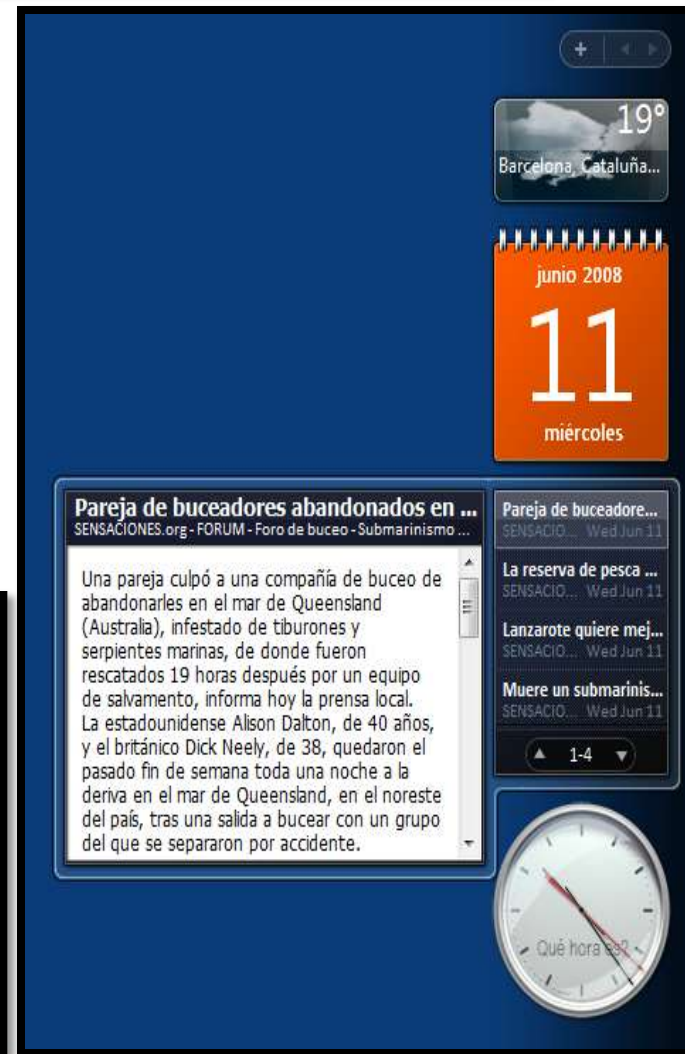 19°
Barcelona, Cataluña...
junio 2008
11
miércoles
Pareja de buceadores abandonados en ...
SENSACIONES.org - FORUM - Foro de buceo - Submarinismo ...
Una pareja culpó a una compañía de buceo de
abandonarles en el mar de Queensland
(Australia), infestado de tiburones y
serpientes marinas, de donde fueron
rescatados 19 horas después por un equipo
de salvamento, informa hoy la prensa local.
La estadounidense Alison Dalton, de 40 años,
y el británico Dick Neely, de 38, quedaron el
pasado fin de semana toda una noche a la
deriva en el mar de Queensland, en el noreste
del país, tras una salida a bucear con un grupo
del que se separaron por accidente.
Pareja de buceadore...
SENSACIO... Wed Jun 11
La reserva de pesca ...
SENSACIO... Wed Jun 11
Lanzarote quiere mej...
SENSACIO... Wed Jun 11
Muere un submarinis...
SENSACIO... Wed Jun 11
1-4
Qué hora es?